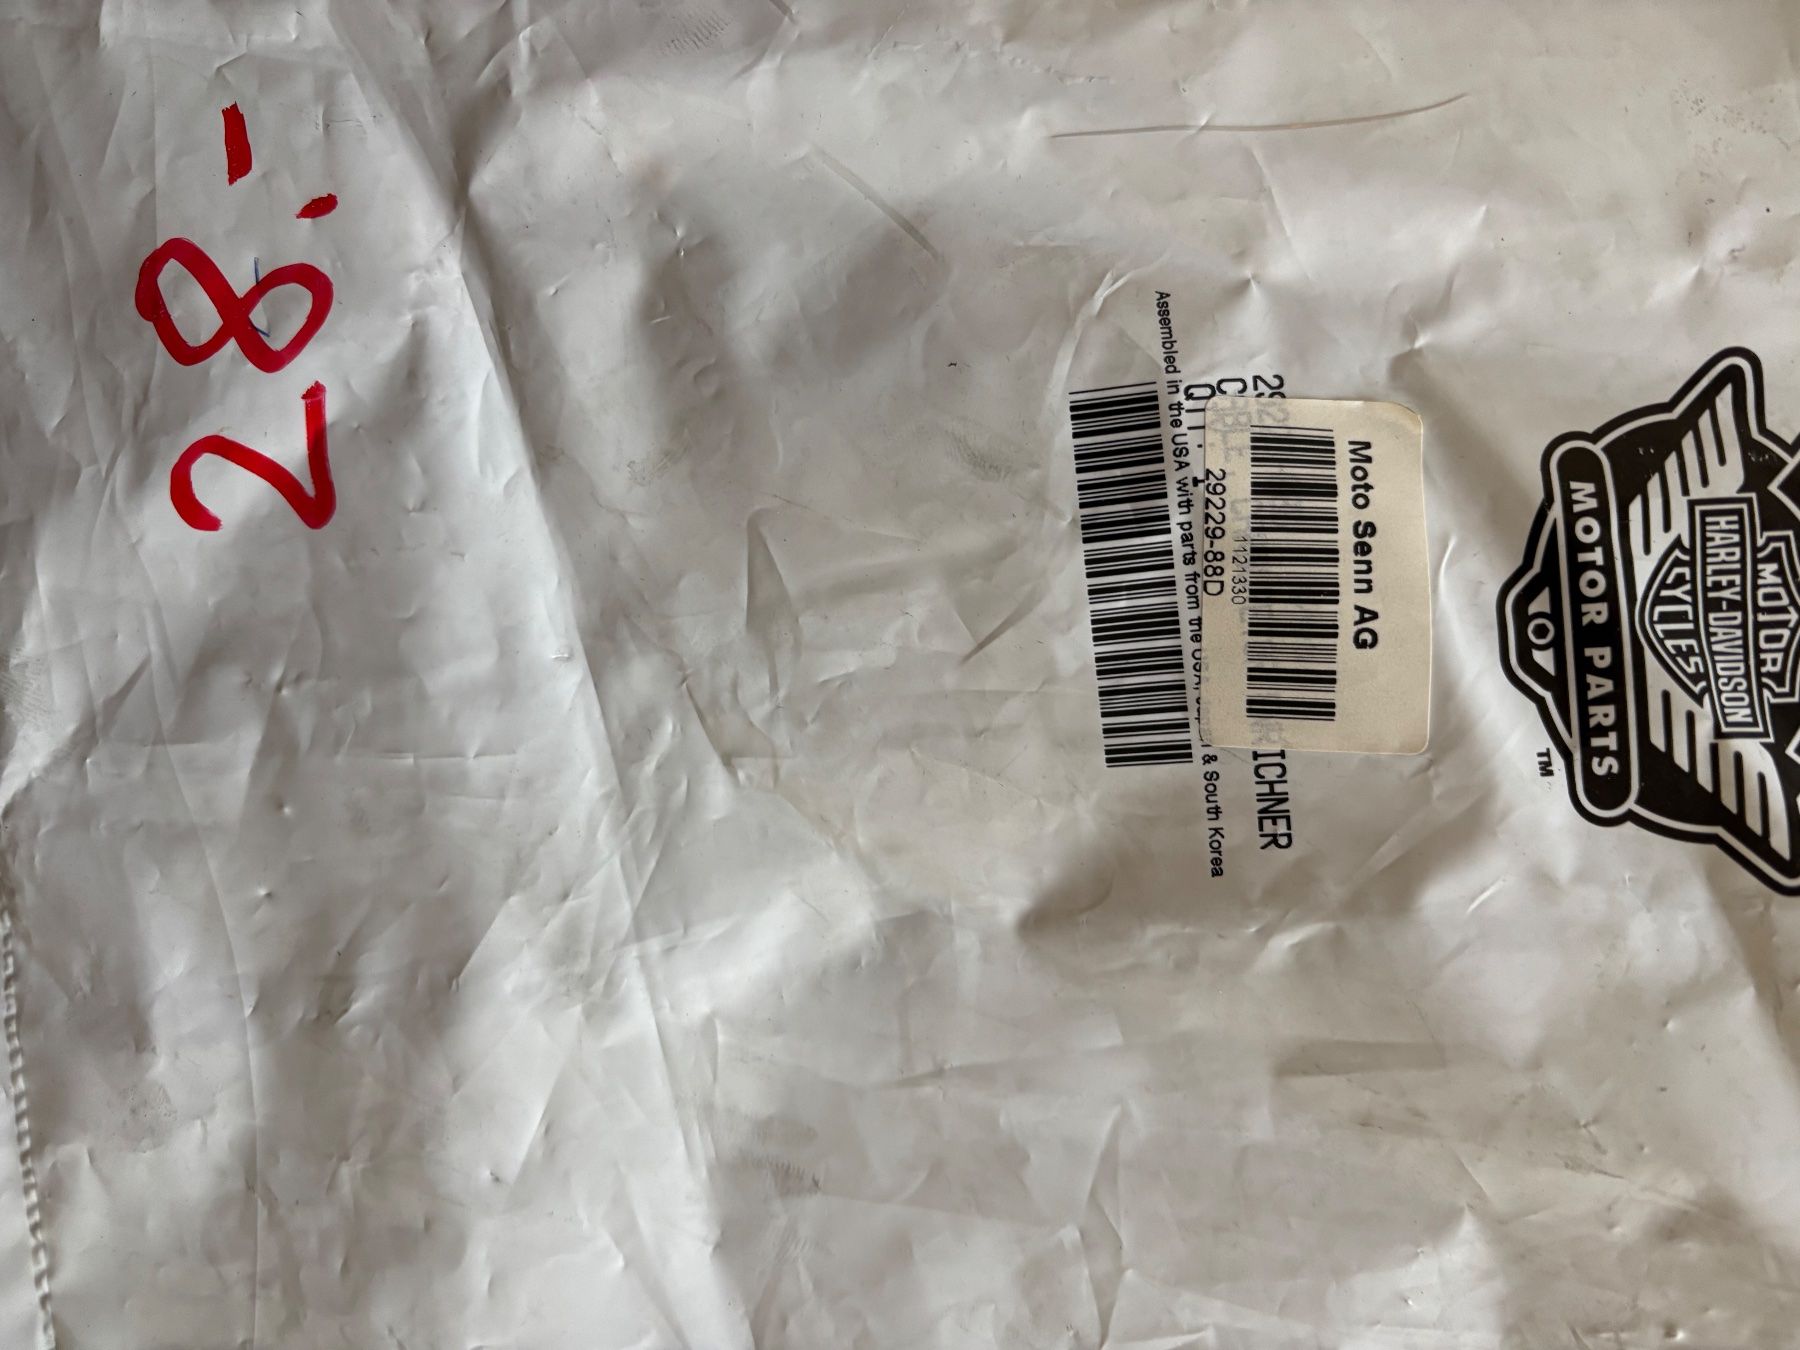 28.-
MOTOR
HARLEY-DAVIDSON
CYCLES
MOTOR PARTS
TM
Moto Senn AG
1121330
29229-88D
ICHNER
Assembled in the USA with parts from the USA, & South Korea